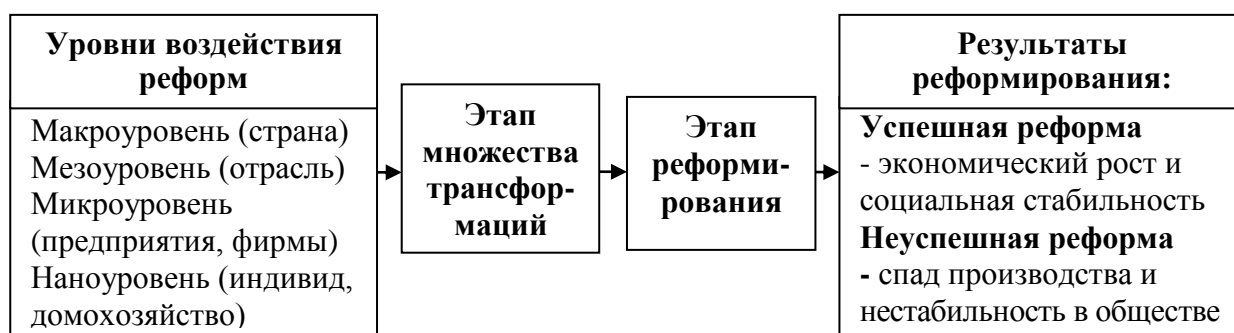 Уровни воздействия
реформ
Макроуровень (страна)
Мезоуровень (отрасль)
Микроуровень
(предприятия, фирмы)
Наноуровень (индивид,
домохозяйство)
Этап
множества
трансфор-
маций
Этап
реформи-
рования
Результаты
реформирования:
Успешная реформа
- экономический рост и
социальная стабильность
Неуспешная реформа
- спад производства и
нестабильность в обществе